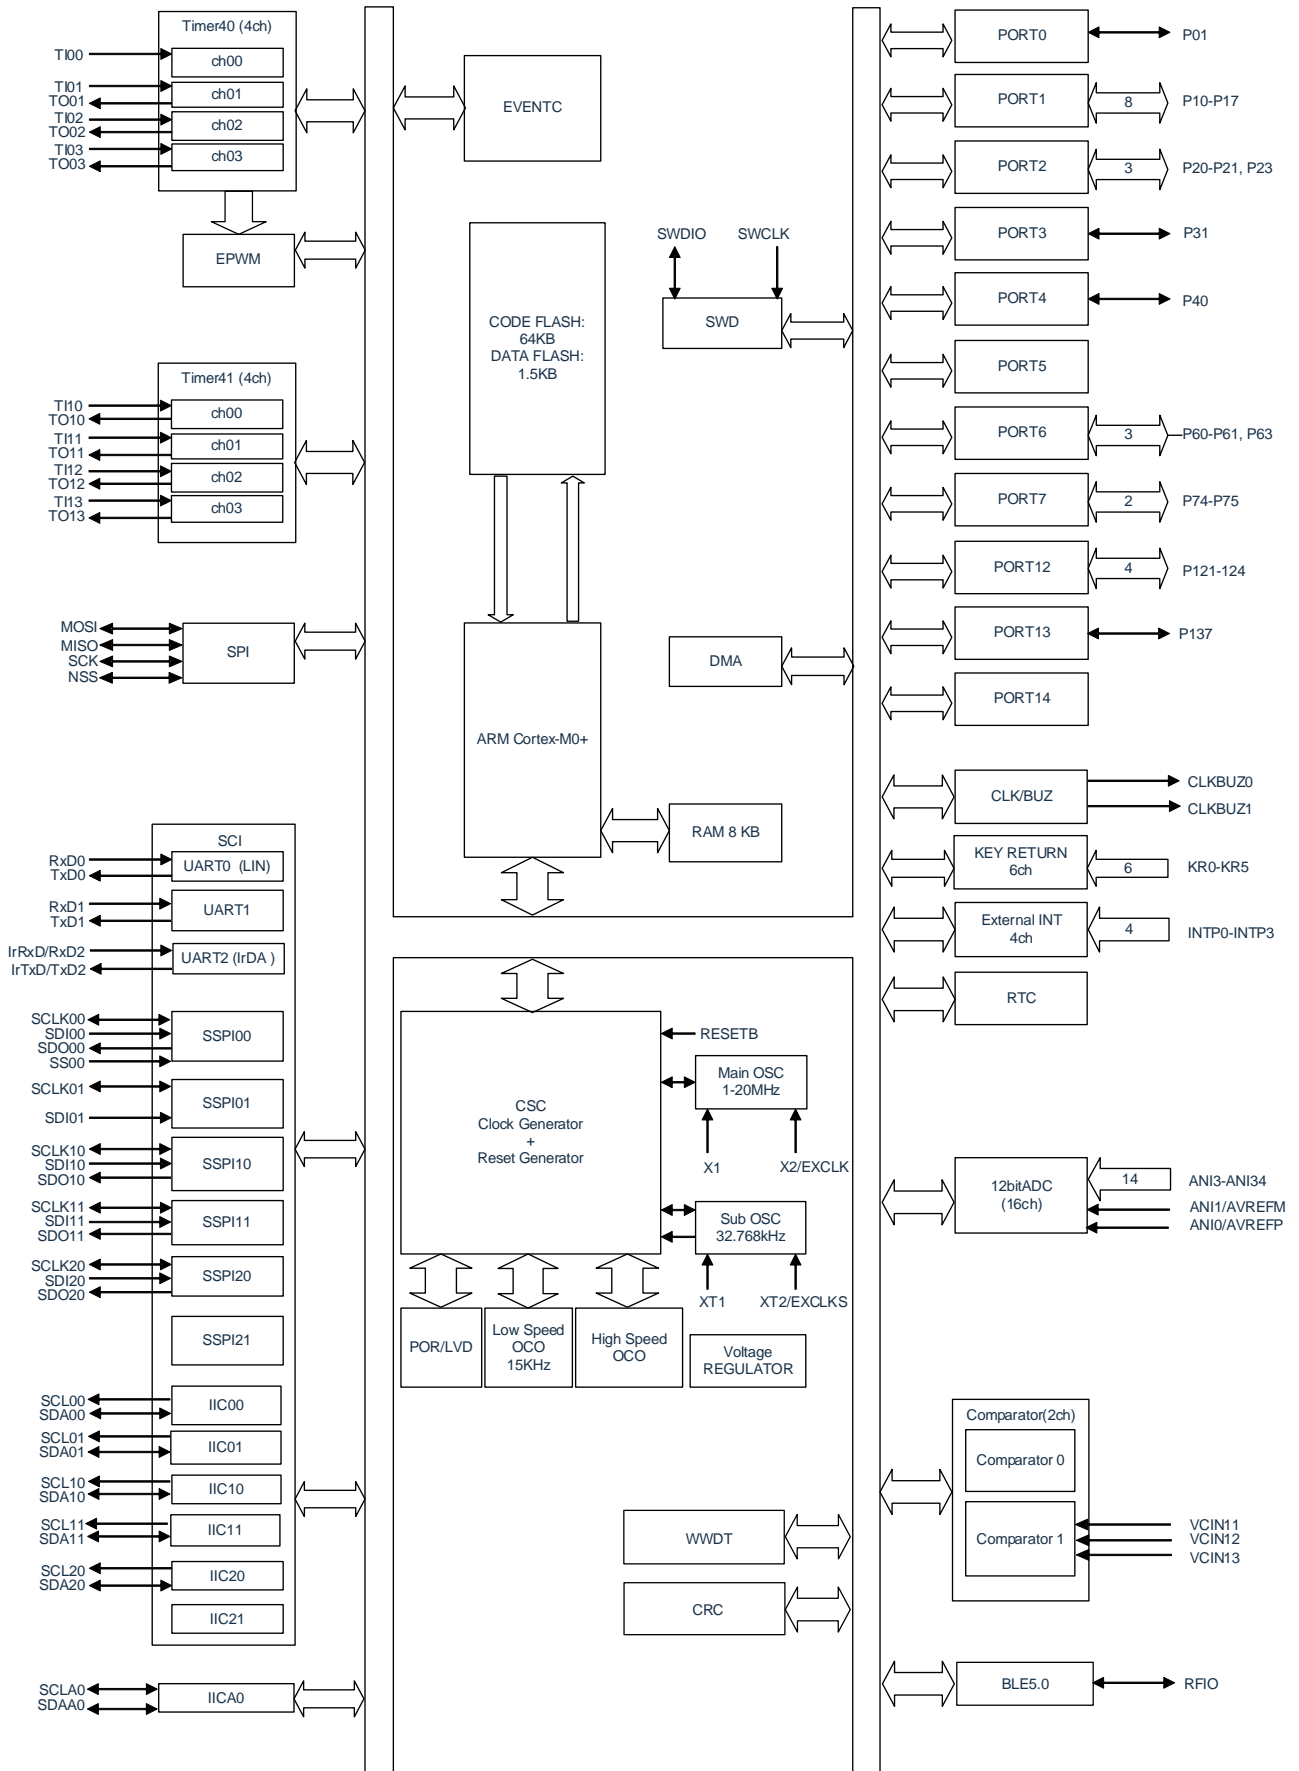 Timer40 (4ch)
TI00
ch00
TI01
TO01
ch01
TI02
TO02
ch02
TI03
TO03
ch03
EPWM
Timer41 (4ch)
TI10
TO10
ch00
TI11
TO11
ch01
TI12
TO12
ch02
TI13
TO13
ch03
MOSI
MISO
SCK
NSS
SPI
SCI
RxD0
TxD0
UART0 (LIN)
RxD1
TxD1
UART1
IrRxD/RxD2
IrTxD/TxD2
UART2 (IrDA )
SCLK00
SDI00
SDO00
SS00
SSPI00
SCLK01
SDI01
SSPI01
SCLK10
SDI10
SDO10
SSPI10
SCLK11
SDI11
SDO11
SSPI11
SCLK20
SDI20
SDO20
SSPI20
SSPI21
SCL00
SDA00
IIC00
SCL01
SDA01
IIC01
SCL10
SDA10
IIC10
SCL11
SDA11
IIC11
SCL20
SDA20
IIC20
IIC21
SCLA0
SDAA0
IICA0
EVENTC
CODE FLASH:
64KB
DATA FLASH:
1.5KB
SWDIO
SWCLK
SWD
DMA
ARM Cortex-M0+
RAM 8 KB
CSC
Clock Generator
+
Reset Generator
RESETB
Main OSC
1-20MHz
X1
X2/EXCLK
Sub OSC
32.768kHz
XT1
XT2/EXCLKS
POR/LVD
Low Speed
OCO
15KHz
High Speed
OCO
Voltage
REGULATOR
WWDT
CRC
PORT0
P01
PORT1
8
P10-P17
PORT2
3
P20-P21, P23
PORT3
P31
PORT4
P40
PORT5
PORT6
3
P60-P61, P63
PORT7
2
P74-P75
PORT12
4
P121-124
PORT13
P137
PORT14
CLK/BUZ
CLKBUZ0
CLKBUZ1
KEY RETURN
6ch
6
KR0-KR5
External INT
4ch
4
INTP0-INTP3
RTC
12bitADC
(16ch)
14
ANI3-ANI34
ANI1/AVREFM
ANI0/AVREFP
Comparator(2ch)
Comparator 0
Comparator 1
VCIN11
VCIN12
VCIN13
BLE5.0
RFIO